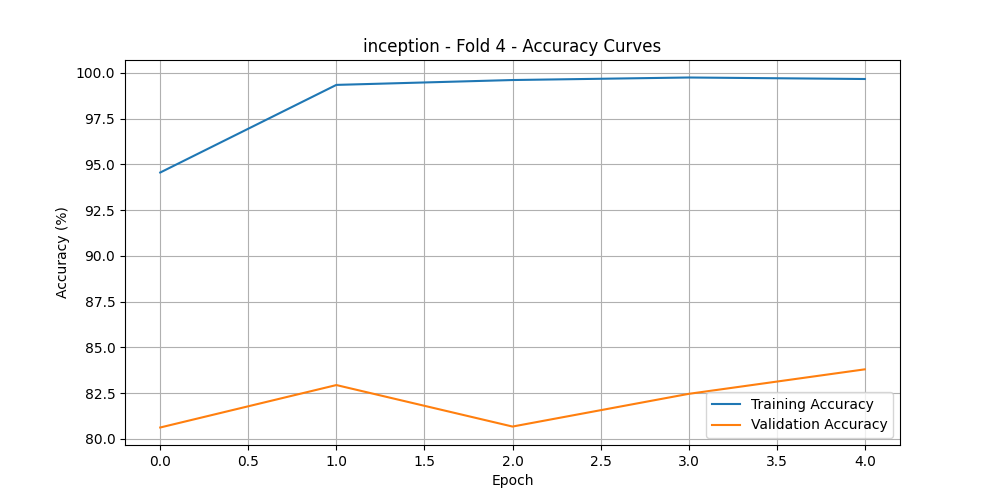 inception - Fold 4 - Accuracy Curves
100.0
97.5
95.0
92.5
90.0
87.5
85.0
82.5
80.0
Accuracy (%)
0.0 0.5 1.0 1.5 2.0 2.5 3.0 3.5 4.0
Epoch
Training Accuracy
Validation Accuracy